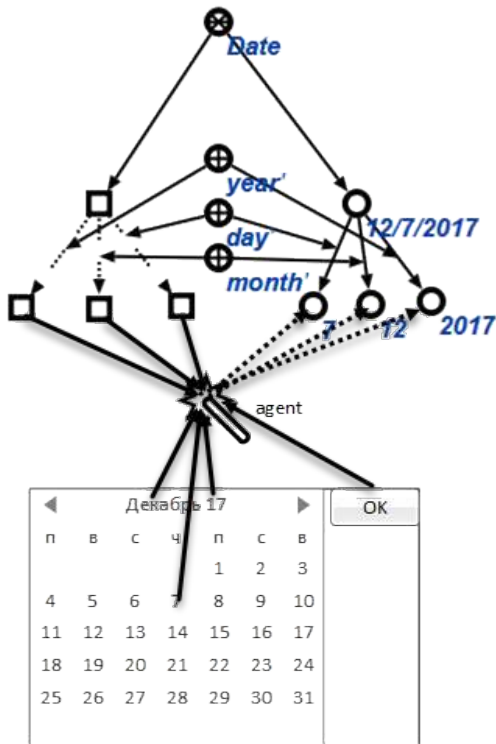 Date
year'
12/7/2017
day'
month'
7
12
2017
agent
Декабрь 17
OK
п в с ч п с в
1 2 3
4 5 6 7 8 9 10
11 12 13 14 15 16 17
18 19 20 21 22 23 24
25 26 27 28 29 30 31